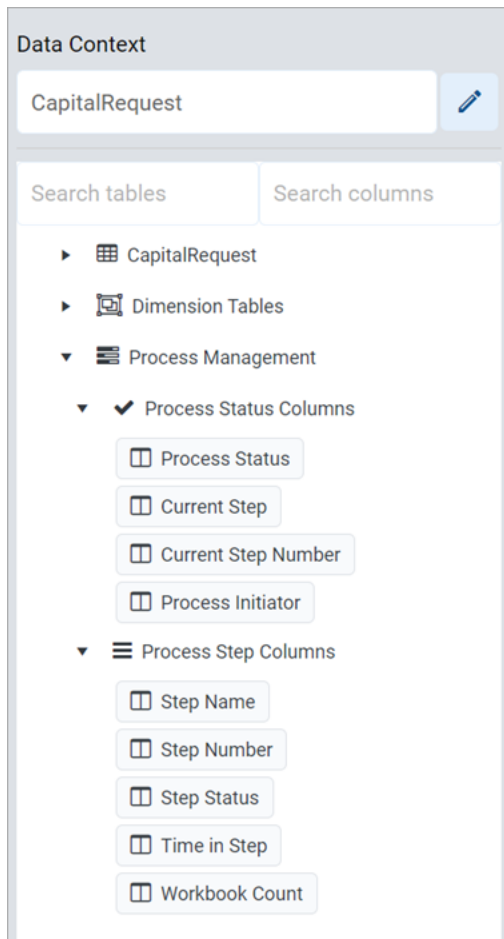 Data Context
CapitalRequest
Search tables Search columns
CapitalRequest
Dimension Tables
Process Management
Process Status Columns
Process Status
Current Step
Current Step Number
Process Initiator
Process Step Columns
Step Name
Step Number
Step Status
Time in Step
Workbook Count